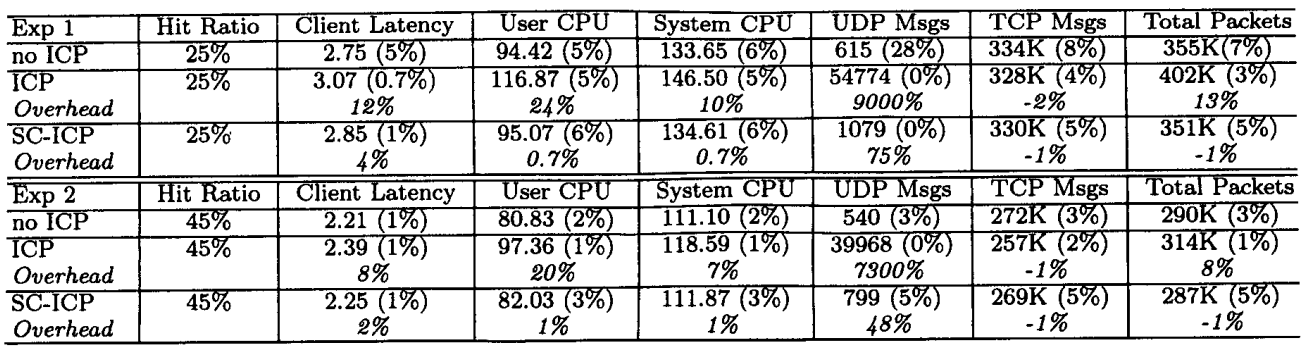 Exp 1 Hit Ratio Client Latency User CPU System CPU UDP Msgs TCP Msgs Total Packets
no ICP 25% 2.75 (5%) 94.42 (5%) 133.65 (6%) 615 (28%) 334K (8%) 355K(7%)
ICP 25% 3.07 (0.7%) 116.87 (5%) 146.50 (5%) 54774 (0%) 328K (4%) 402K (3%)
Overhead 12% 24% 10% 9000% -2% 13%
SC-ICP 25% 2.85 (1%) 95.07 (6%) 134.61 (6%) 1079 (0%) 330K (5%) 351K (5%)
Overhead 4% 0.7% 0.7% 75% -1% -1%
Exp 2 Hit Ratio Client Latency User CPU System CPU UDP Msgs TCP Msgs Total Packets
no ICP 45% 2.21 (1%) 80.83 (2%) 111.10 (2%) 540 (3%) 272K (3%) 290K (3%)
ICP 45% 2.39 (1%) 97.36 (1%) 118.59 (1%) 39968 (0%) 257K (2%) 314K (1%)
Overhead 8% 20% 7% 7300% -1% 8%
SC-ICP 45% 2.25 (1%) 82.03 (3%) 111.87 (3%) 799 (5%) 269K (5%) 287K (5%)
Overhead 2% 1% 1% 48% -1% -1%